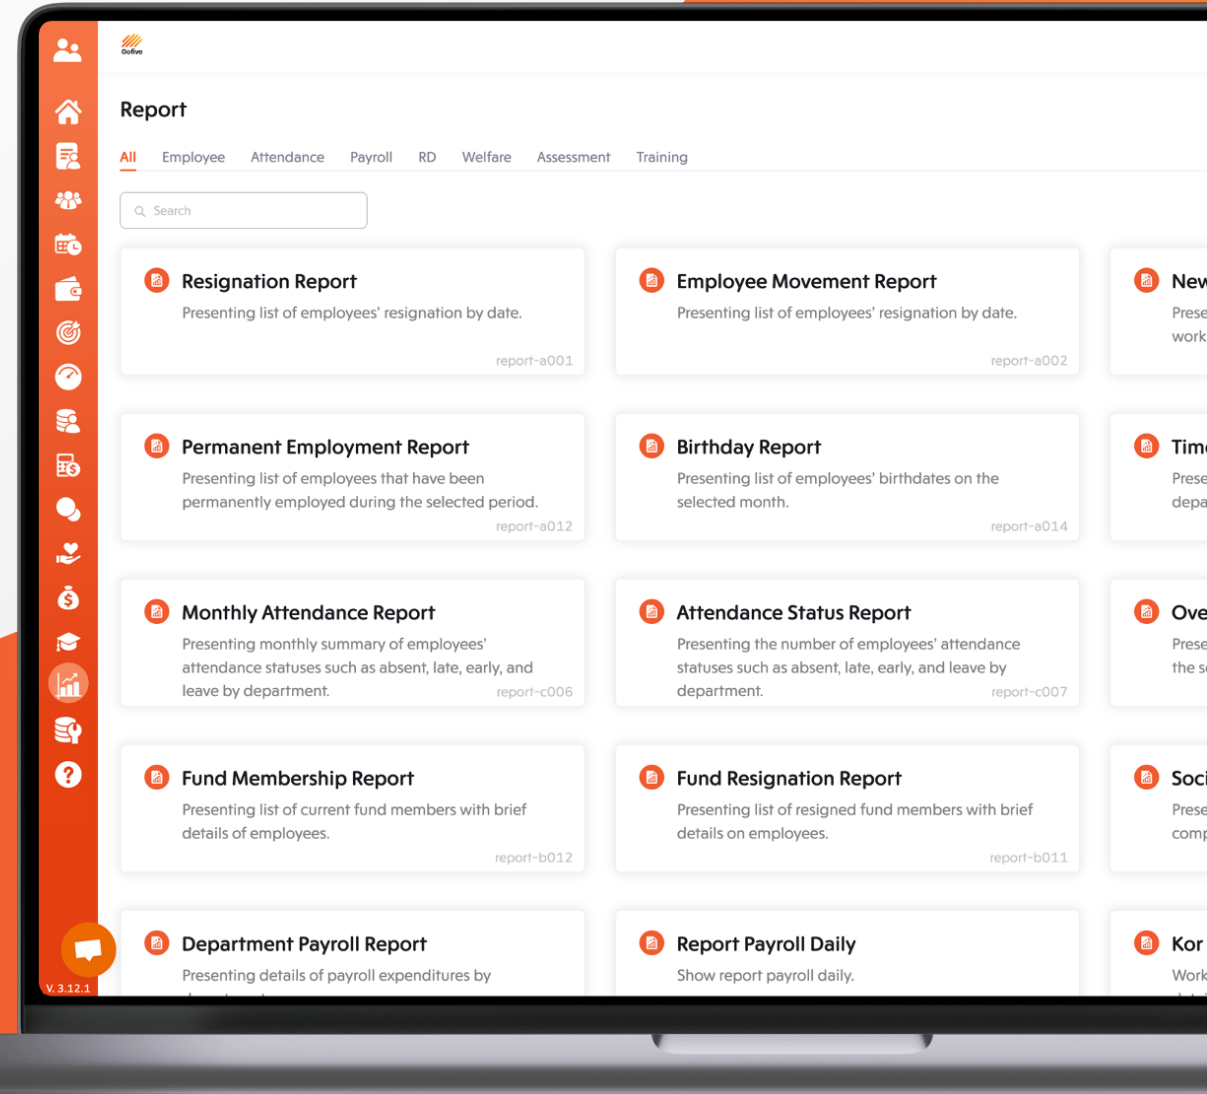 Gofive
Report
All Employee Attendance Payroll RD Welfare Assessment Training
Search
Resignation Report
Presenting list of employees' resignation by date.
report-a001
Employee Movement Report
Presenting list of employees' resignation by date.
report-a002
New
Prese
work
Permanent Employment Report
Presenting list of employees that have been
permanently employed during the selected period.
report-a012
Birthday Report
Presenting list of employees' birthdates on the
selected month.
report-a014
Time
Prese
depa
Monthly Attendance Report
Presenting monthly summary of employees'
attendance statuses such as absent, late, early, and
leave by department.
report-c006
Attendance Status Report
Presenting the number of employees' attendance
statuses such as absent, late, early, and leave by
department.
report-c007
Ove
Prese
the s
Fund Membership Report
Presenting list of current fund members with brief
details of employees.
report-b012
Fund Resignation Report
Presenting list of resigned fund members with brief
details on employees.
report-b011
Soci
Prese
comp
Department Payroll Report
Presenting details of payroll expenditures by
Report Payroll Daily
Show report payroll daily.
Kor
Work
V. 3.12.1